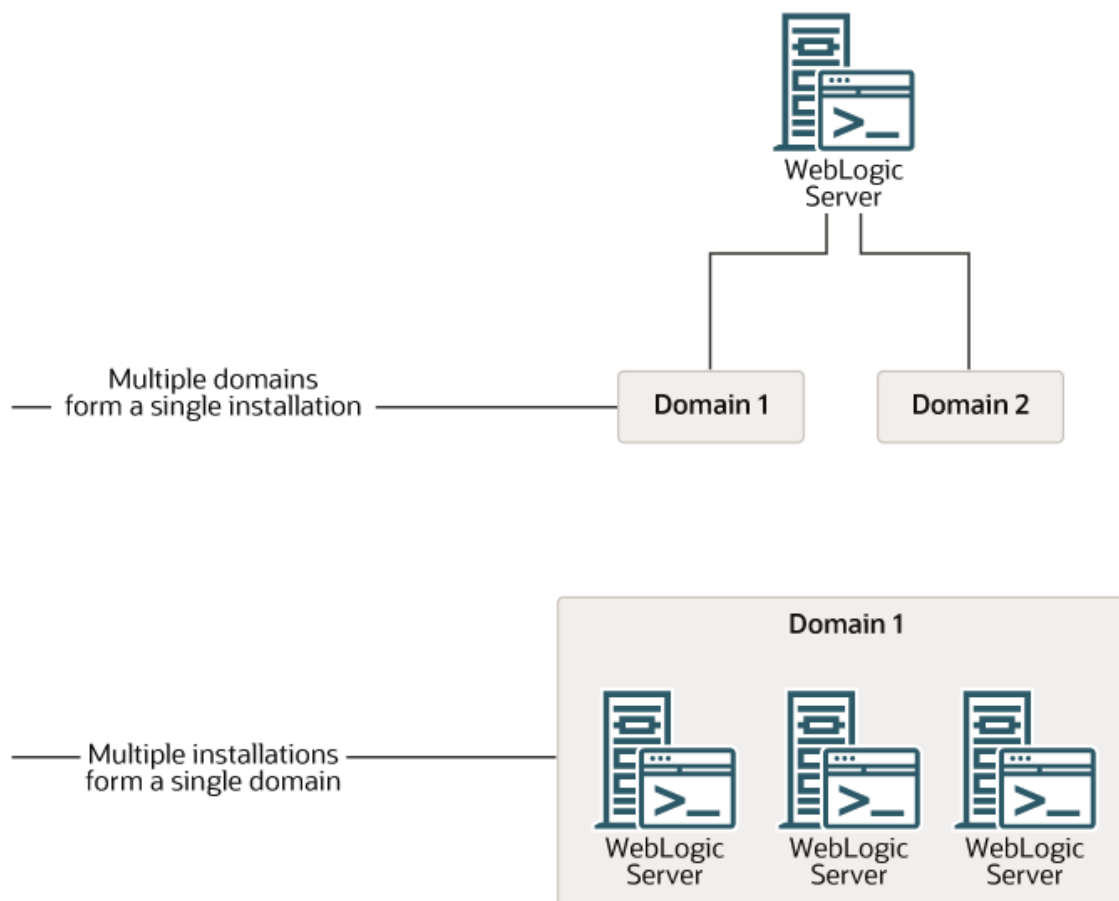 WebLogic
Server
Multiple domains
form a single installation
Domain 1
Domain 2
Domain 1
Multiple installations
form a single domain
WebLogic
Server
WebLogic
Server
WebLogic
Server